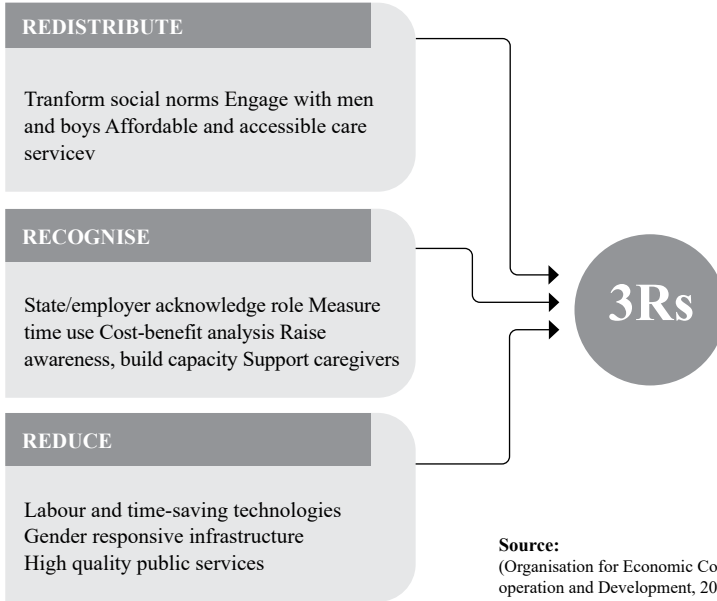 REDISTRIBUTE
Tranform social norms Engage with men
and boys Affordable and accessible care
servicev
RECOGNISE
State/employer acknowledge role Measure
time use Cost-benefit analysis Raise
awareness, build capacity Support caregivers
REDUCE
Labour and time-saving technologies
Gender responsive infrastructure
High quality public services
3Rs
Source:
(Organisation for Economic Co
operation and Development, 20